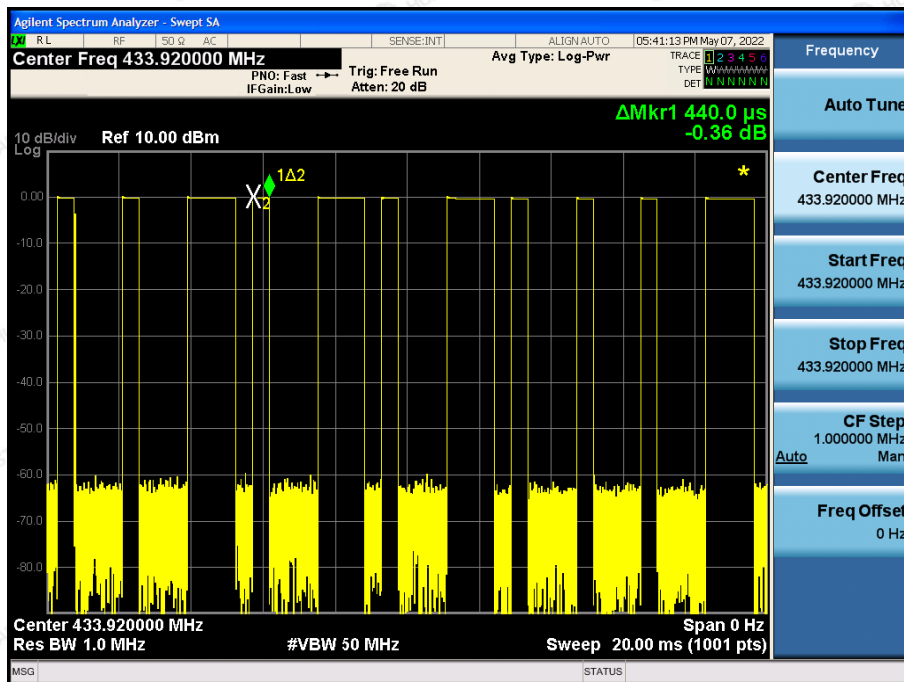 Agilent Spectrum Analyzer - Swept SA
LXI RL RF 50 Ω AC SENSE:INT ALIGN AUTO 05:41:13 PM May 07, 2022
Center Freq 433.920000 MHz
PNO: Fast
IFGain:Low
Trig: Free Run
Atten: 20 dB
Avg Type: Log-Pwr
TRACE 1 2 3 4 5 6
TYPE WWWWWW
DET N N N N N N
ΔMkr1 440.0 µs
-0.36 dB
10 dB/div Ref 10.00 dBm
Log
1Δ2
2
*
0.00
-10.0
-20.0
-30.0
-40.0
-50.0
-60.0
-70.0
-80.0
Center 433.920000 MHz Span 0 Hz
Res BW 1.0 MHz #VBW 50 MHz Sweep 20.00 ms (1001 pts)
MSG STATUS
Frequency
Auto Tune
Center Freq
433.920000 MHz
Start Freq
433.920000 MHz
Stop Freq
433.920000 MHz
CF Step
1.000000 MHz
Auto Man
Freq Offset
0 Hz